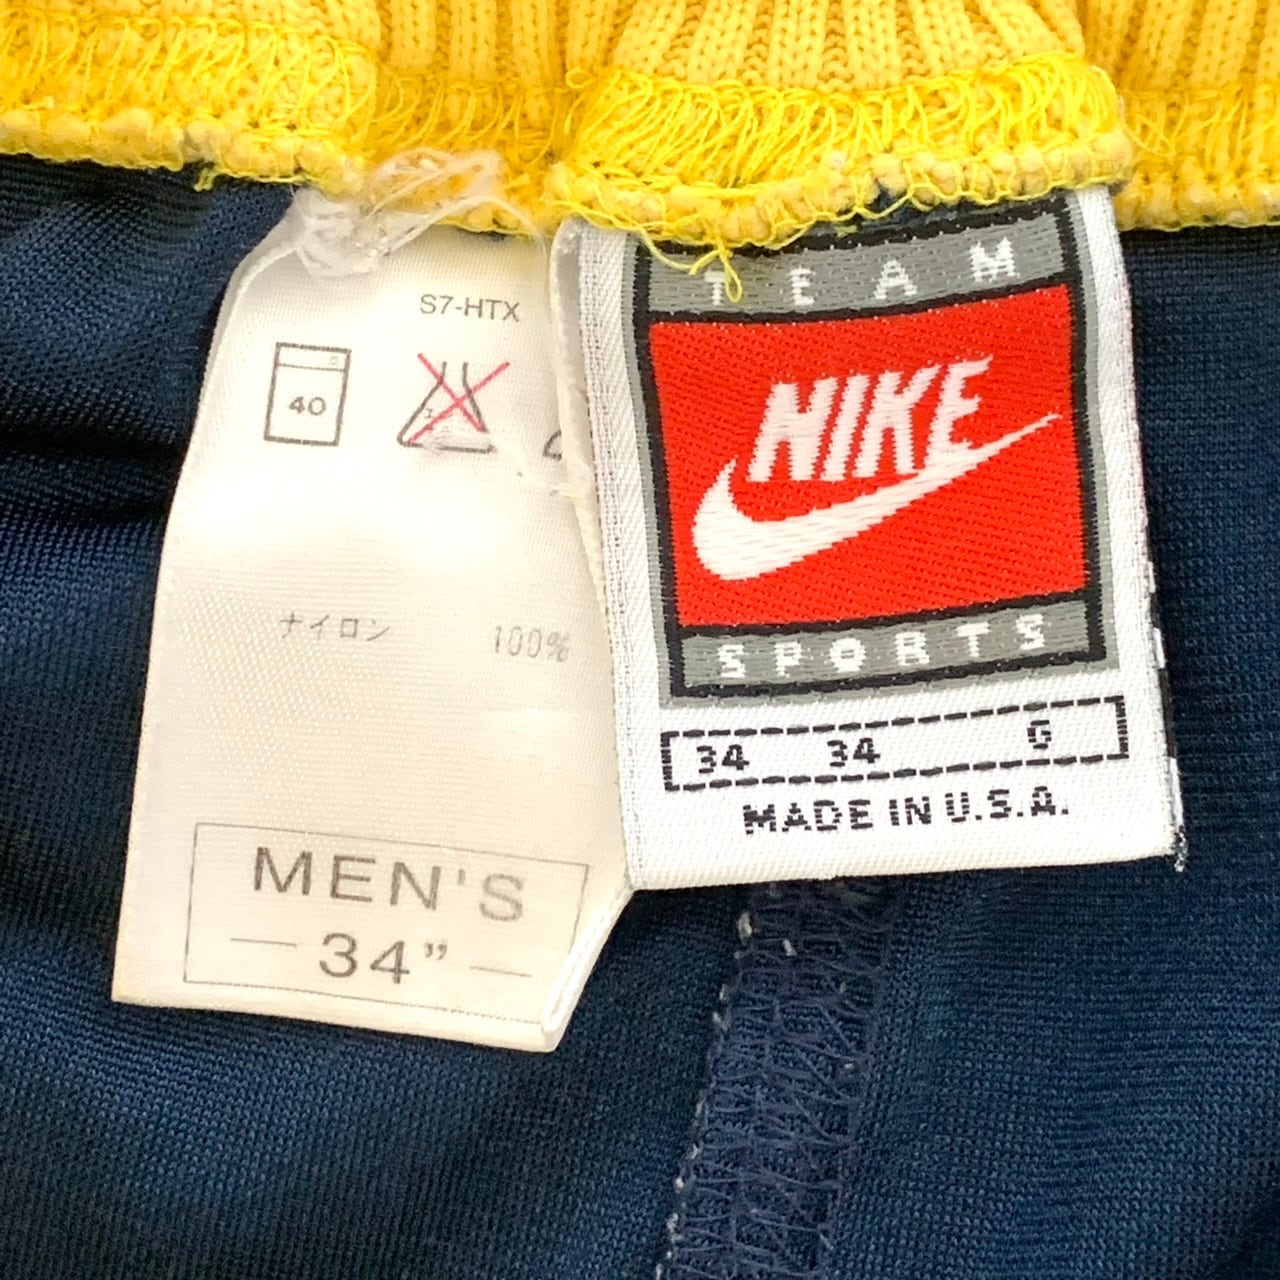 S7-HTX
40
ナイロン 100%
MEN'S
34”
TEAM
NIKE
SPORTS
34 34 G
MADE IN U.S.A.